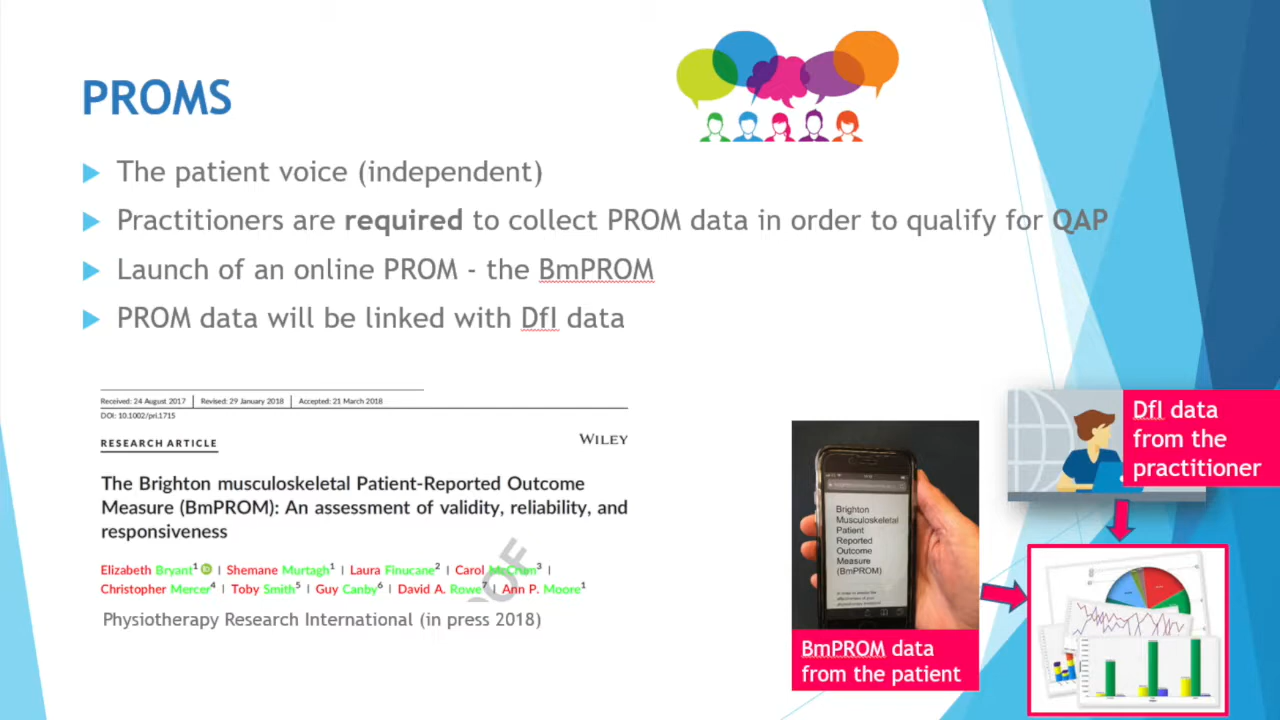 PROMS
The patient voice (independent)
Practitioners are required to collect PROM data in order to qualify for QAP
Launch of an online PROM - the BmPROM
PROM data will be linked with DfI data
Received: 24 August 2017 | Revised: 29 January 2018 | Accepted: 21 March 2018
DOI: 10.1002/pri.1715
RESEARCH ARTICLE
WILEY
The Brighton musculoskeletal Patient-Reported Outcome
Measure (BmPROM): An assessment of validity, reliability, and
responsiveness
Elizabeth Bryant1 | Shemane Murtagh1 | Laura Finucane2 | Carol McCrum3 |
Christopher Mercer4 | Toby Smith5 | Guy Canby6 | David A. Rowe7 | Ann P. Moore1
Physiotherapy Research International (in press 2018)
Brighton
Musculoskeletal
Patient
Reported
Outcome
Measure
(BmPROM)
BmPROM data
from the patient
DfI data
from the
practitioner